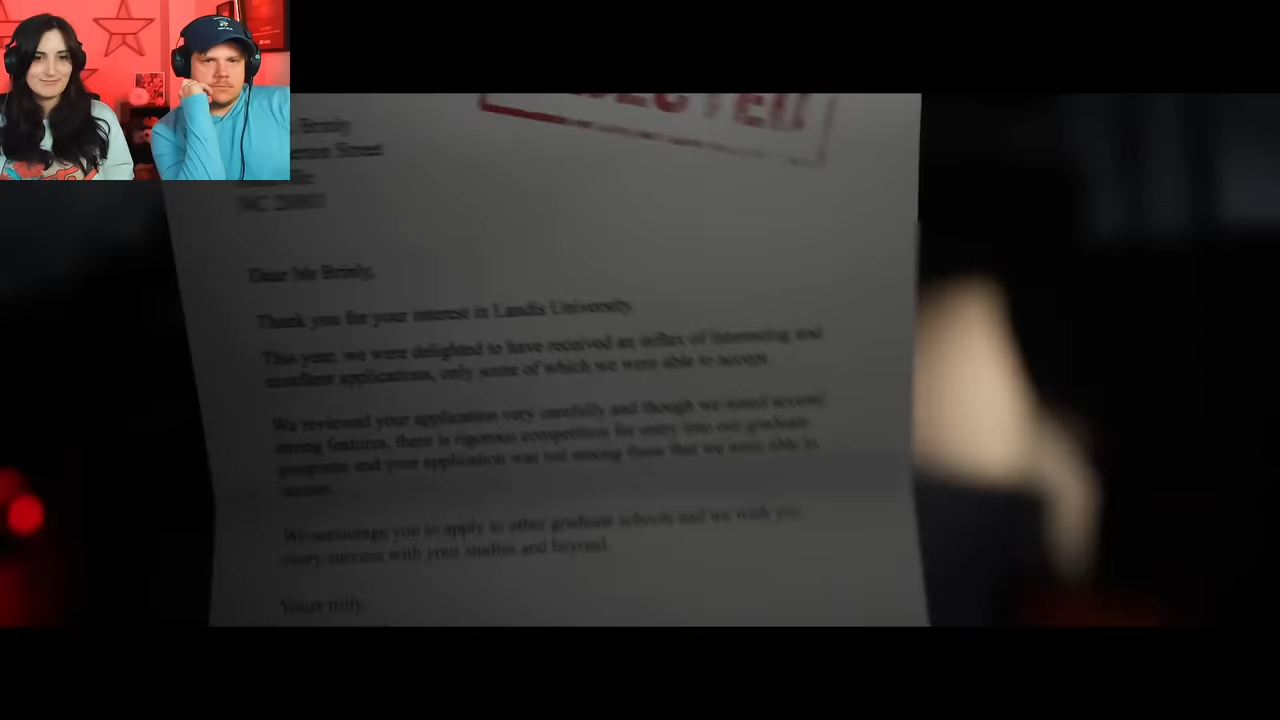 Brinly
Street
NC
Dear Mr Brinly,
Thank you for your interest in Landis University.
This year, we were delighted to have received an influx of interesting and
excellent applications, only some of which we were able to accept.
We reviewed your application very carefully and though we noted several
strong features, there is rigorous competition for entry into our graduate
programs and your application was not among those that we were able to
We encourage you to apply to other graduate schools and we wish you
every success with your studies and beyond.
Yours truly,